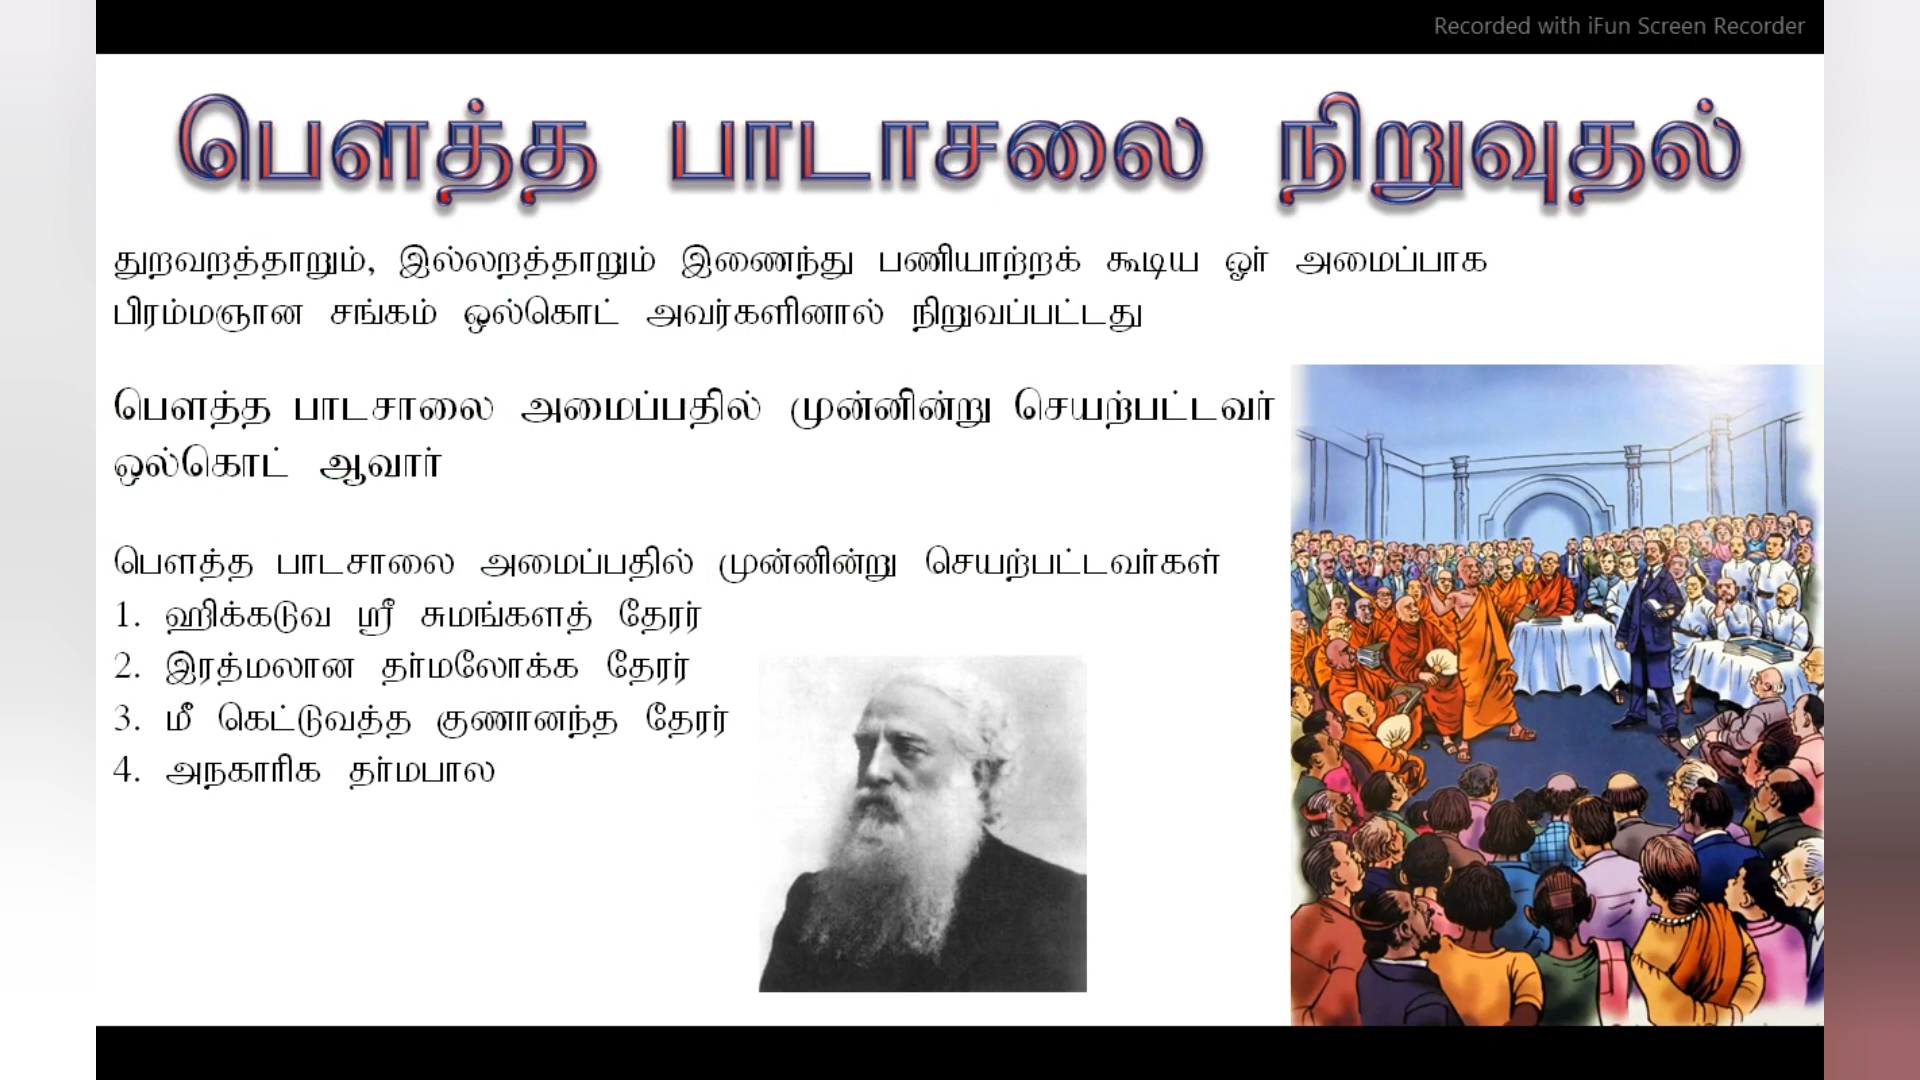 Recorded with iFun Screen Recorder
பௌத்த பாடாசலை நிறுவுதல்
துறவறத்தாறும், இல்லறத்தாறும் இணைந்து பணியாற்றக் கூடிய ஓர் அமைப்பாக
பிரம்மஞான சங்கம் ஒல்கொட் அவர்களினால் நிறுவப்பட்டது
பௌத்த பாடசாலை அமைப்பதில் முன்னின்று செயற்பட்டவர்
ஒல்கொட் ஆவார்
பௌத்த பாடசாலை அமைப்பதில் முன்னின்று செயற்பட்டவர்கள்
1. ஹிக்கடுவ ஸ்ரீ சுமங்களத் தேரர்
2. இரத்மலான தர்மலோக்க தேரர்
3. மீ கெட்டுவத்த குணானந்த தேரர்
4. அநகாரிக தர்மபால